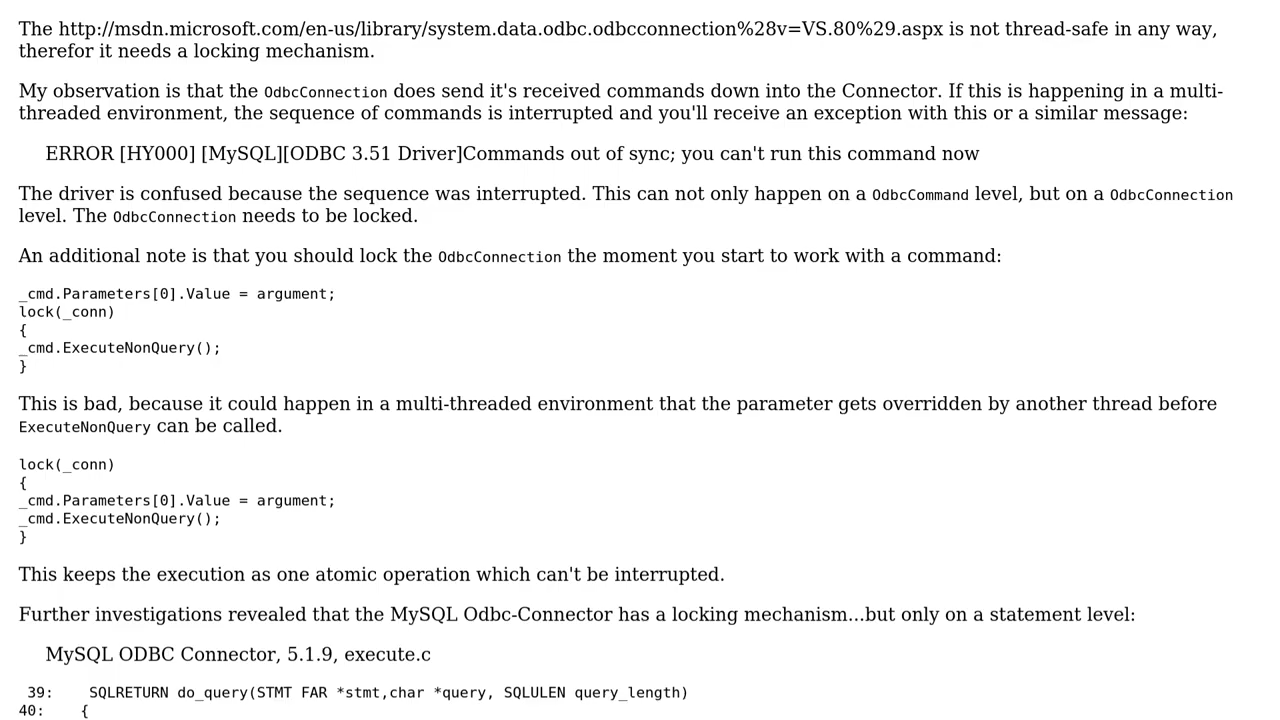 The http://msdn.microsoft.com/en-us/library/system.data.odbc.odbcconnection%28v=VS.80%29.aspx is not thread-safe in any way,
therefor it needs a locking mechanism.
My observation is that the OdbcConnection does send it's received commands down into the Connector. If this is happening in a multi-
threaded environment, the sequence of commands is interrupted and you'll receive an exception with this or a similar message:
ERROR [HY000] [MySQL][ODBC 3.51 Driver]Commands out of sync; you can't run this command now
The driver is confused because the sequence was interrupted. This can not only happen on a OdbcCommand level, but on a OdbcConnection
level. The OdbcConnection needs to be locked.
An additional note is that you should lock the OdbcConnection the moment you start to work with a command:
_cmd.Parameters[0].Value = argument;
lock(_conn)
{
_cmd.ExecuteNonQuery();
}
This is bad, because it could happen in a multi-threaded environment that the parameter gets overridden by another thread before
ExecuteNonQuery can be called.
lock(_conn)
{
_cmd.Parameters[0].Value = argument;
_cmd.ExecuteNonQuery();
}
This keeps the execution as one atomic operation which can't be interrupted.
Further investigations revealed that the MySQL Odbc-Connector has a locking mechanism...but only on a statement level:
MySQL ODBC Connector, 5.1.9, execute.c
39:    SQLRETURN do_query(STMT FAR *stmt,char *query, SQLULEN query_length)
40:    {